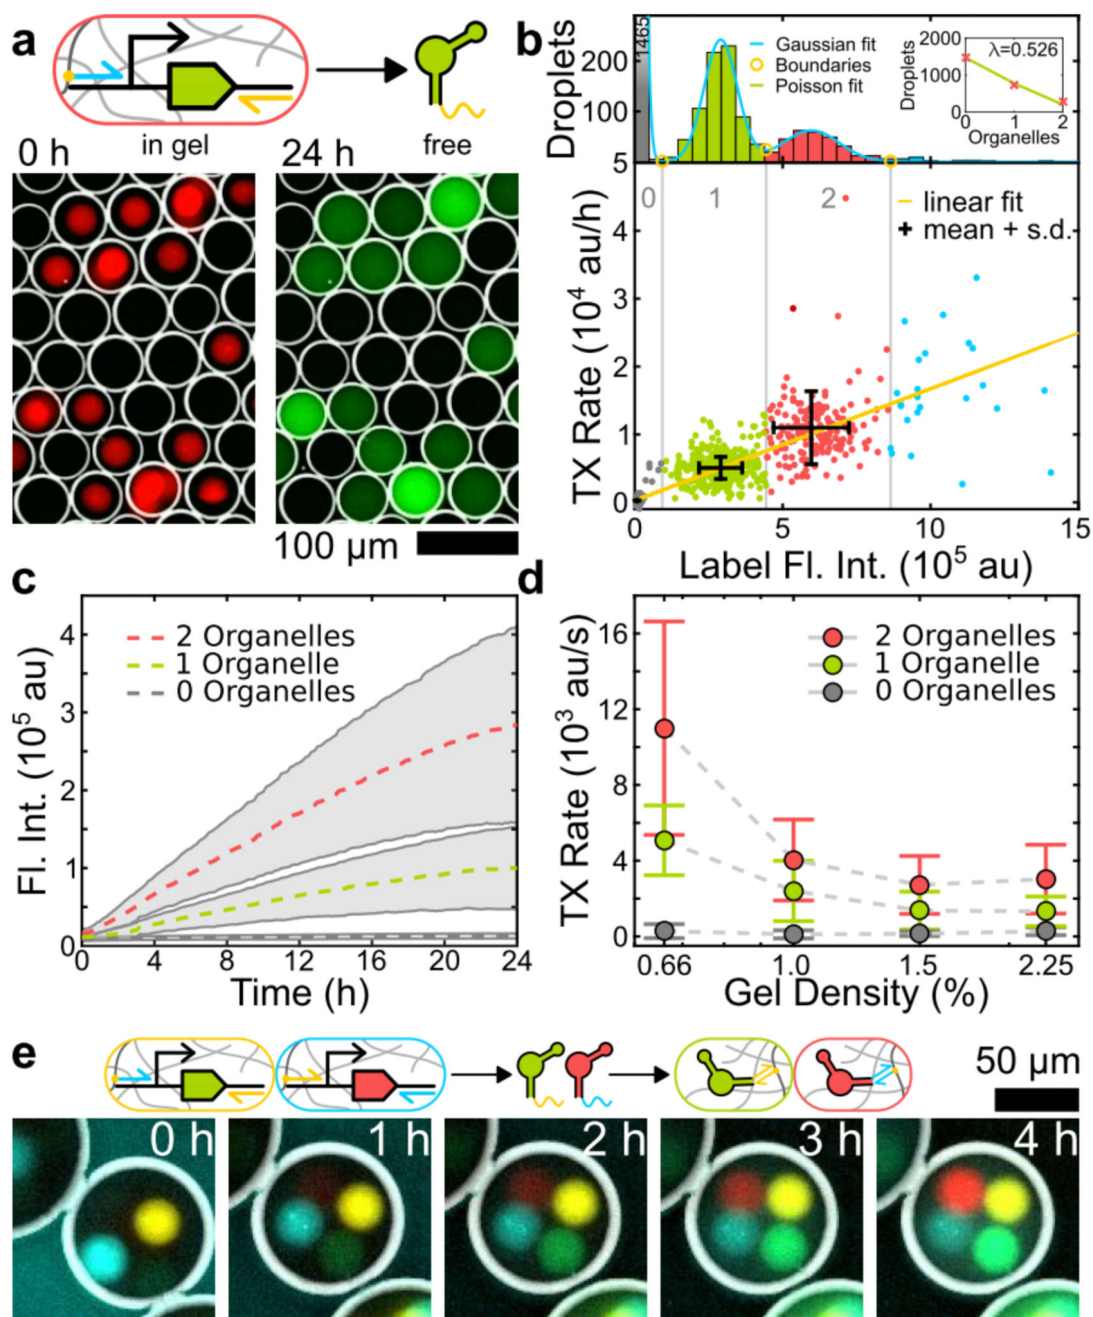 a
in gel
free
0 h
24 h
100 µm
b
Droplets
1465
200
100
5
Gaussian fit
Boundaries
Poisson fit
Droplets
2000
1000
0
λ=0.526
0 1 2
Organelles
0 1 2
linear fit
mean + s.d.
TX Rate (10⁴ au/h)
4
3
2
1
0
0 5 10 15
Label Fl. Int. (10⁵ au)
c
2 Organelles
1 Organelle
0 Organelles
Fl. Int. (10⁵ au)
4
3
2
1
0
0 4 8 12 16 20 24
Time (h)
d
2 Organelles
1 Organelle
0 Organelles
TX Rate (10³ au/s)
16
12
8
4
0
0.66 1.0 1.5 2.25
Gel Density (%)
e
50 µm
0 h
1 h
2 h
3 h
4 h